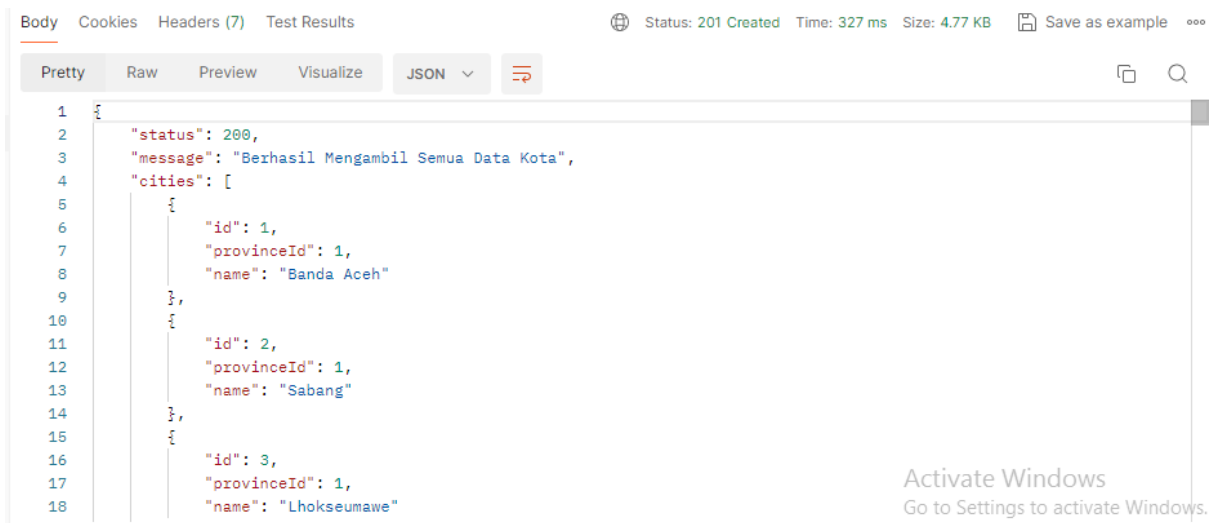 Body Cookies Headers (7) Test Results Status: 201 Created Time: 327 ms Size: 4.77 KB Save as example
Pretty Raw Preview Visualize JSON
1 {
2 "status": 200,
3 "message": "Berhasil Mengambil Semua Data Kota",
4 "cities": [
5 {
6 "id": 1,
7 "provinceId": 1,
8 "name": "Banda Aceh"
9 },
10 {
11 "id": 2,
12 "provinceId": 1,
13 "name": "Sabang"
14 },
15 {
16 "id": 3,
17 "provinceId": 1,
18 "name": "Lhokseumawe"
Activate Windows
Go to Settings to activate Windows.